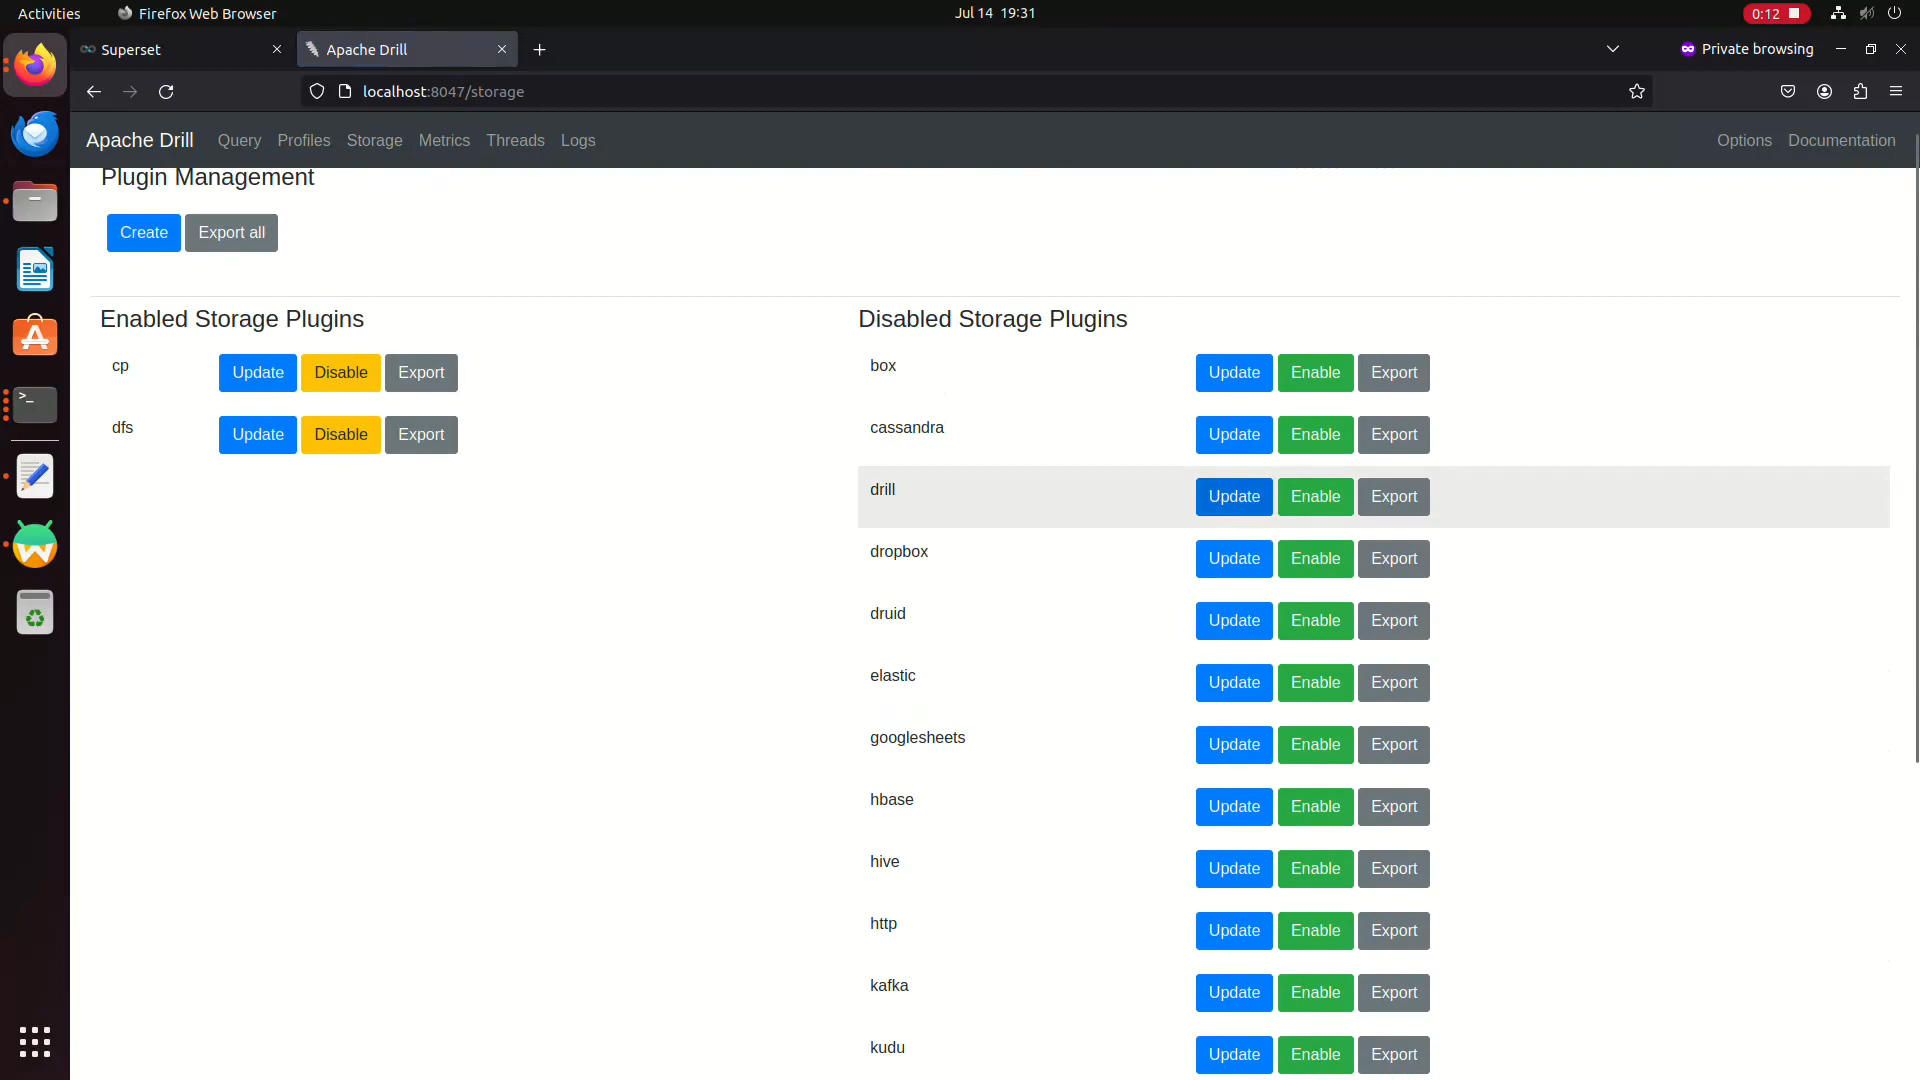 Activities Firefox Web Browser Jul 14 19:31 0:12
Superset Apache Drill Private browsing
localhost:8047/storage
Apache Drill Query Profiles Storage Metrics Threads Logs Options Documentation
Plugin Management
Create Export all
Enabled Storage Plugins Disabled Storage Plugins
cp Update Disable Export box Update Enable Export
dfs Update Disable Export cassandra Update Enable Export
drill Update Enable Export
dropbox Update Enable Export
druid Update Enable Export
elastic Update Enable Export
googlesheets Update Enable Export
hbase Update Enable Export
hive Update Enable Export
http Update Enable Export
kafka Update Enable Export
kudu Update Enable Export